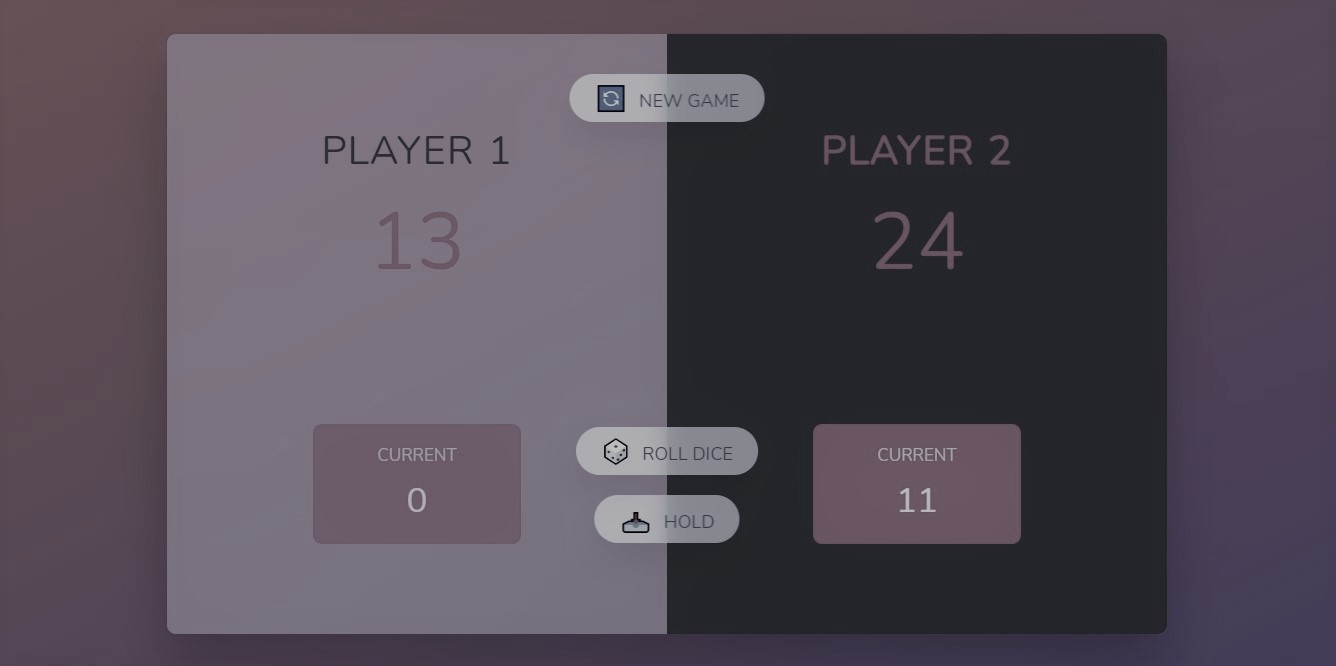 NEW GAME
PLAYER 1
13
PLAYER 2
24
CURRENT
0
ROLL DICE
HOLD
CURRENT
11